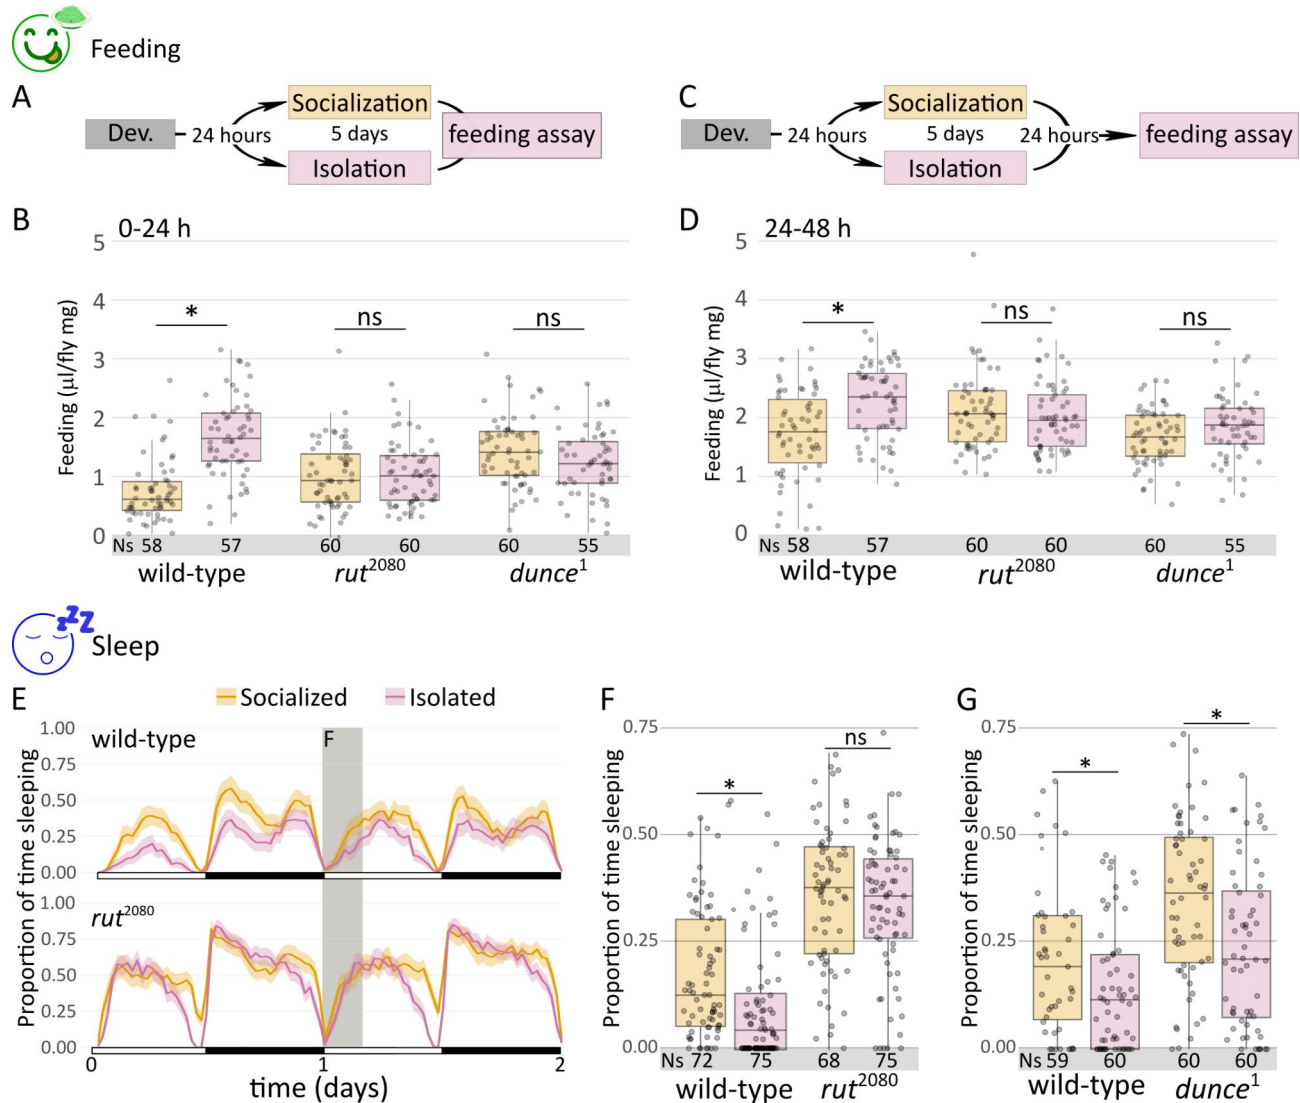 zzZ
Feeding
A
Dev.
24 hours
Socialization
5 days
Isolation
feeding assay
C
Dev.
24 hours
Socialization
5 days
Isolation
24 hours
feeding assay
B
0-24 h
Feeding (µl/fly mg)
5
4
3
2
1
0
*
ns
ns
Ns 58 57 60 60 60 55
wild-type rut2080 dunce1
D
24-48 h
Feeding (µl/fly mg)
5
4
3
2
1
0
*
ns
ns
Ns 58 57 60 60 60 55
wild-type rut2080 dunce1
Sleep
E
Socialized Isolated
Proportion of time sleeping
wild-type
F
1.00
0.75
0.50
0.25
0.00
rut2080
1.00
0.75
0.50
0.25
0.00
0 1 2
time (days)
F
Proportion of time sleeping
0.75
0.50
0.25
0.00
*
ns
Ns 72 75 68 75
wild-type rut2080
G
Proportion of time sleeping
0.75
0.50
0.25
0.00
*
*
Ns 59 60 60 60
wild-type dunce1